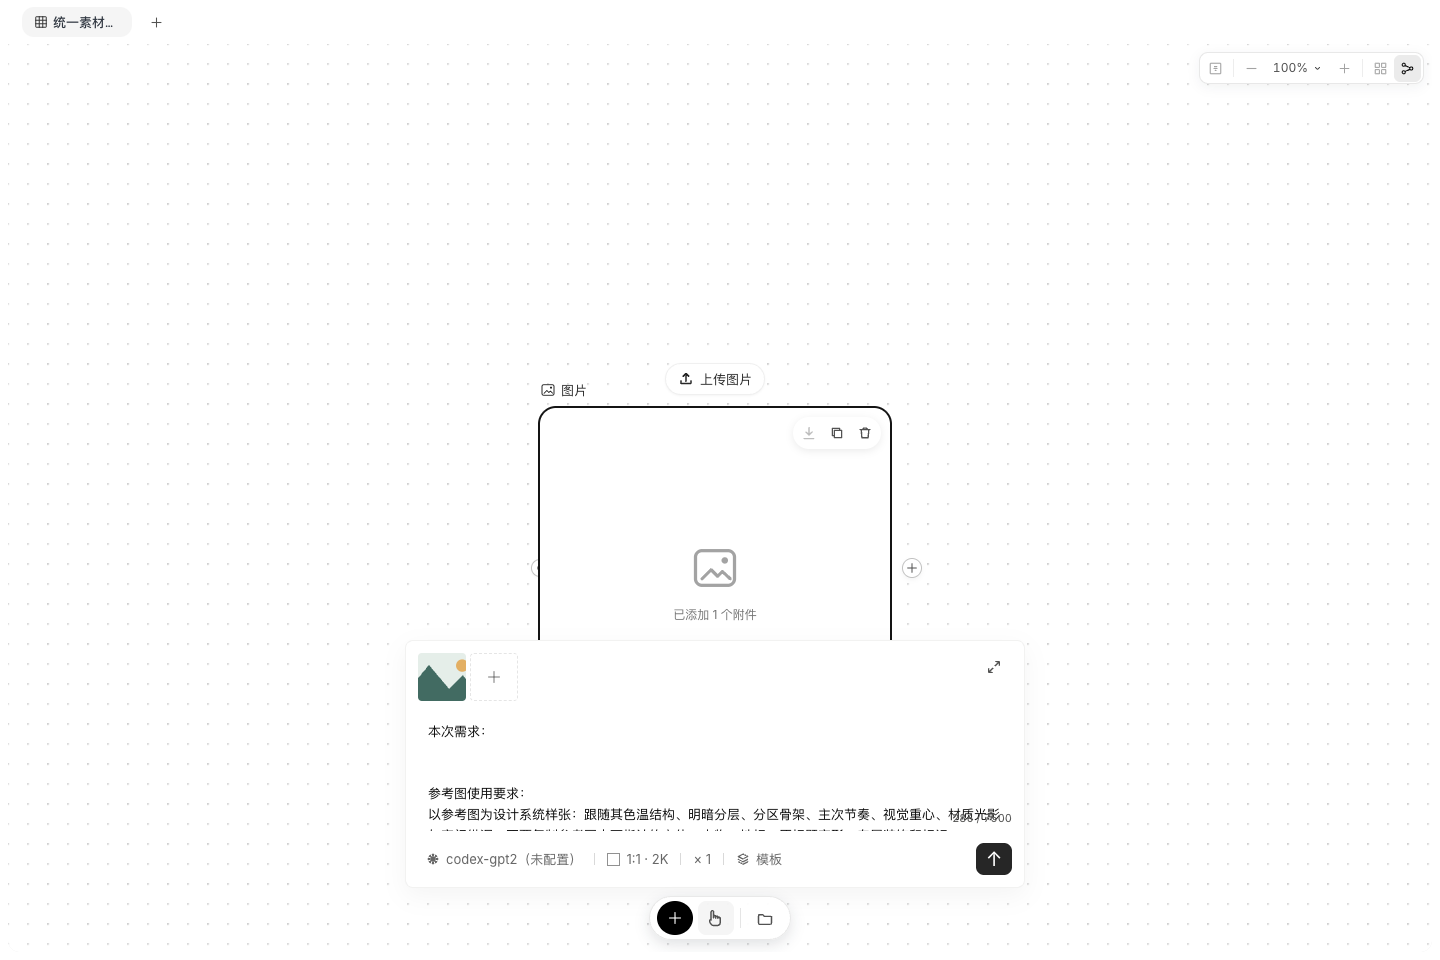 统一素材...
100%
上传图片
图片
已添加 1 个附件
本次需求：
参考图使用要求：
以参考图为设计系统样张：跟随其色温结构、明暗分层、分区骨架、主次节奏、视觉重心、材质光影
codex-gpt2（未配置）
1:1 · 2K
× 1
模板